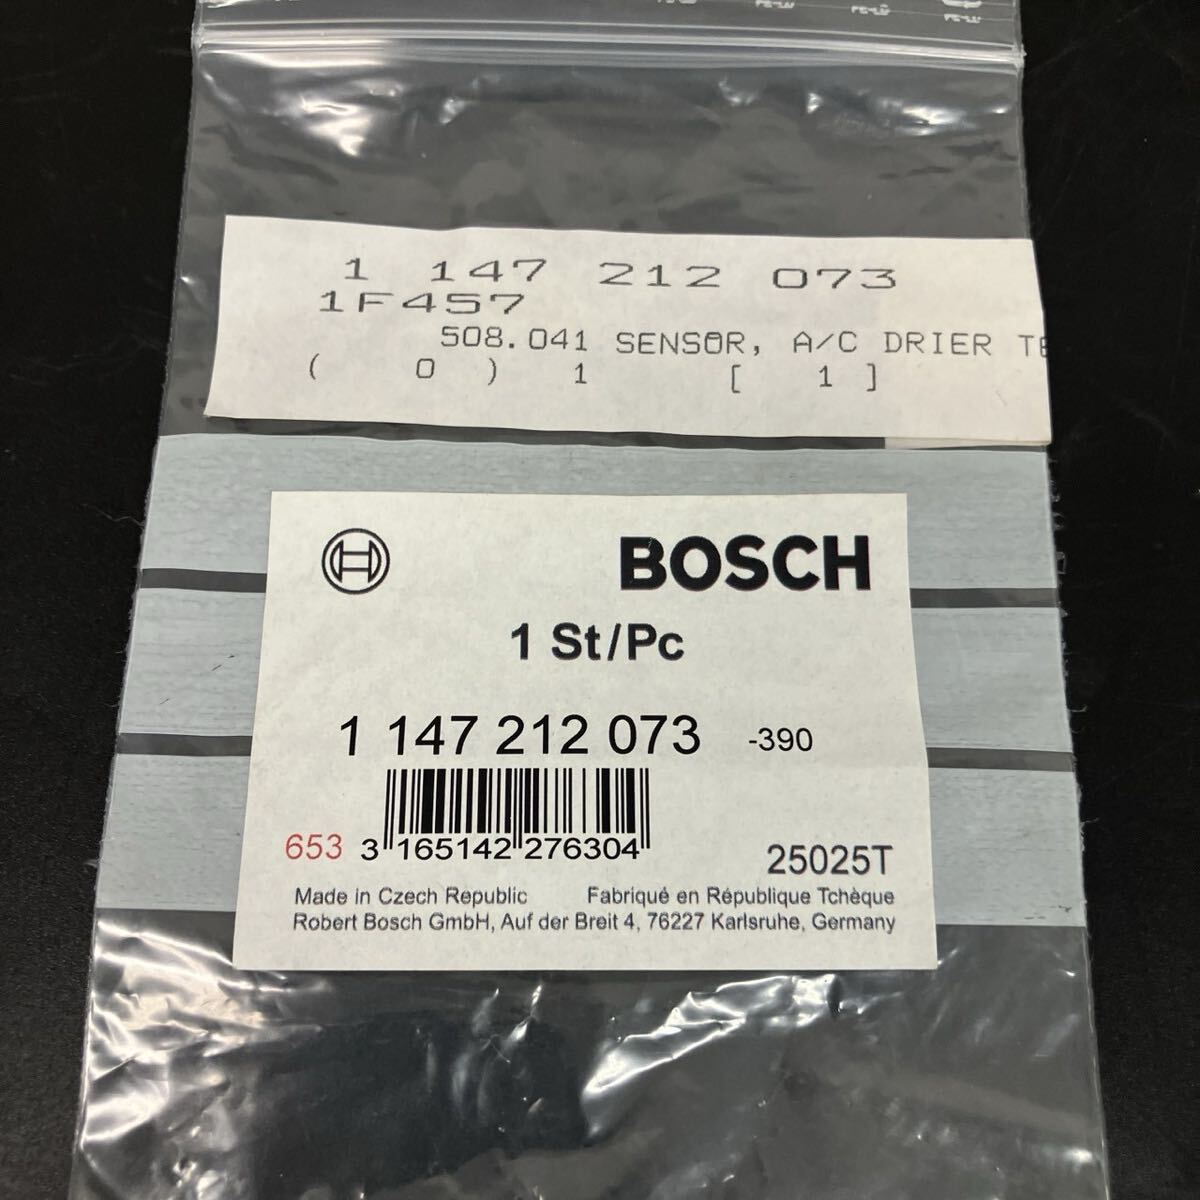 1 147 212 073
1F457
508.041 SENSOR, A/C DRIER
( 0 ) 1 [ 1 ]
BOSCH
1 St/Pc
1 147 212 073 -390
653 3 165142 276304 25025T
Made in Czech Republic Fabriqué en République Tchèque
Robert Bosch GmbH, Auf der Breit 4, 76227 Karlsruhe, Germany